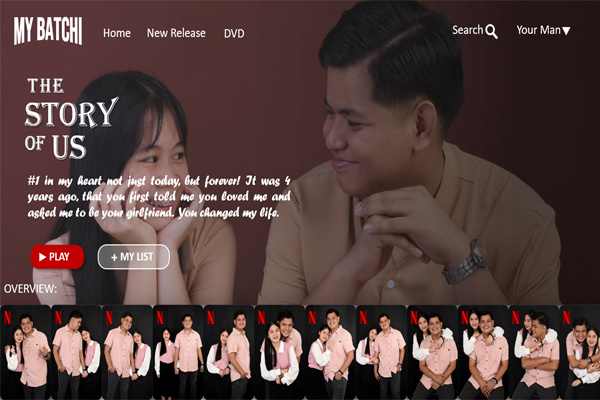 MY BATCHI
Home New Release DVD
Search
Your Man
THE
STORY
OF US
#1 in my heart not just today, but forever! It was 4
years ago, that you first told me you loved me and
asked me to be your girlfriend. You changed my life.
PLAY
+ MY LIST
OVERVIEW:
N N N N N N N N N N N